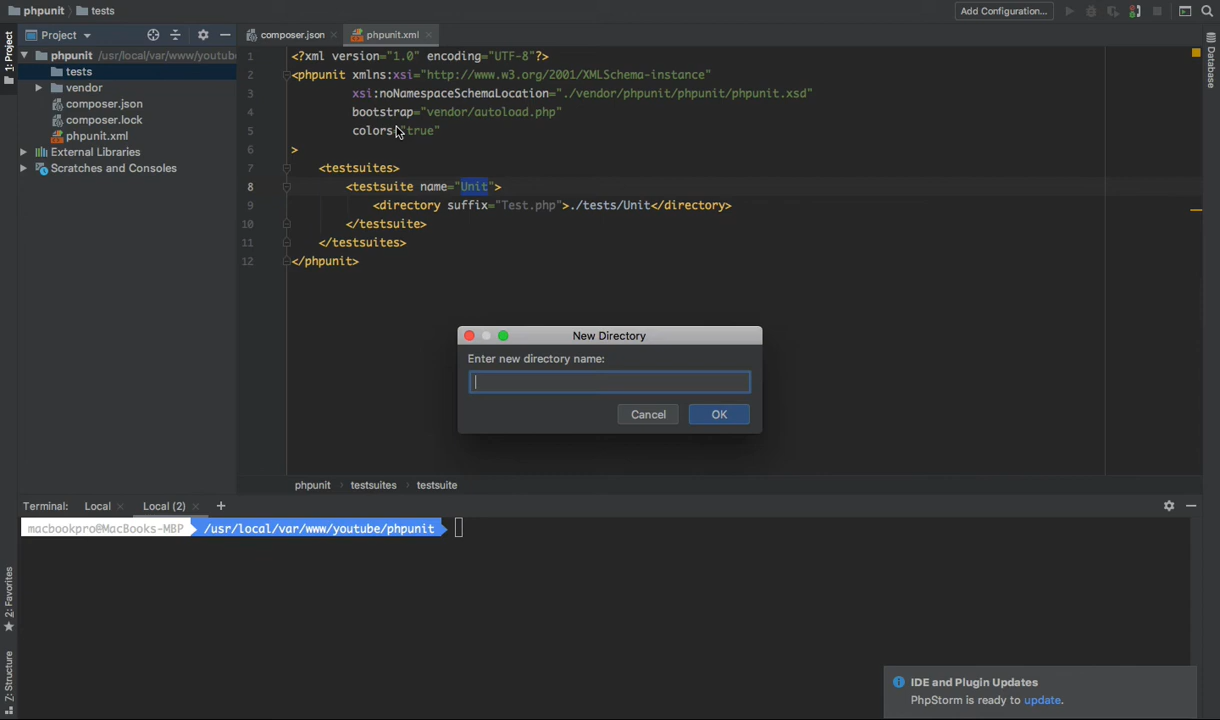 phpunit tests
Add Configuration...
1: Project
Project
composer.json
phpunit.xml
Database
phpunit /usr/local/var/www/youtube
tests
vendor
composer.json
composer.lock
phpunit.xml
External Libraries
Scratches and Consoles
1 <?xml version="1.0" encoding="UTF-8"?>
2 <phpunit xmlns:xsi="http://www.w3.org/2001/XMLSchema-instance"
3 xsi:noNamespaceSchemaLocation="./vendor/phpunit/phpunit/phpunit.xsd"
4 bootstrap="vendor/autoload.php"
5 colors="true"
6 >
7 <testsuites>
8 <testsuite name="Unit">
9 <directory suffix="Test.php">./tests/Unit</directory>
10 </testsuite>
11 </testsuites>
12 </phpunit>
New Directory
Enter new directory name:
Cancel OK
phpunit testsuites testsuite
Terminal: Local Local (2)
macbookpro@MacBooks-MBP /usr/local/var/www/youtube/phpunit
2: Favorites
7: Structure
IDE and Plugin Updates
PhpStorm is ready to update.